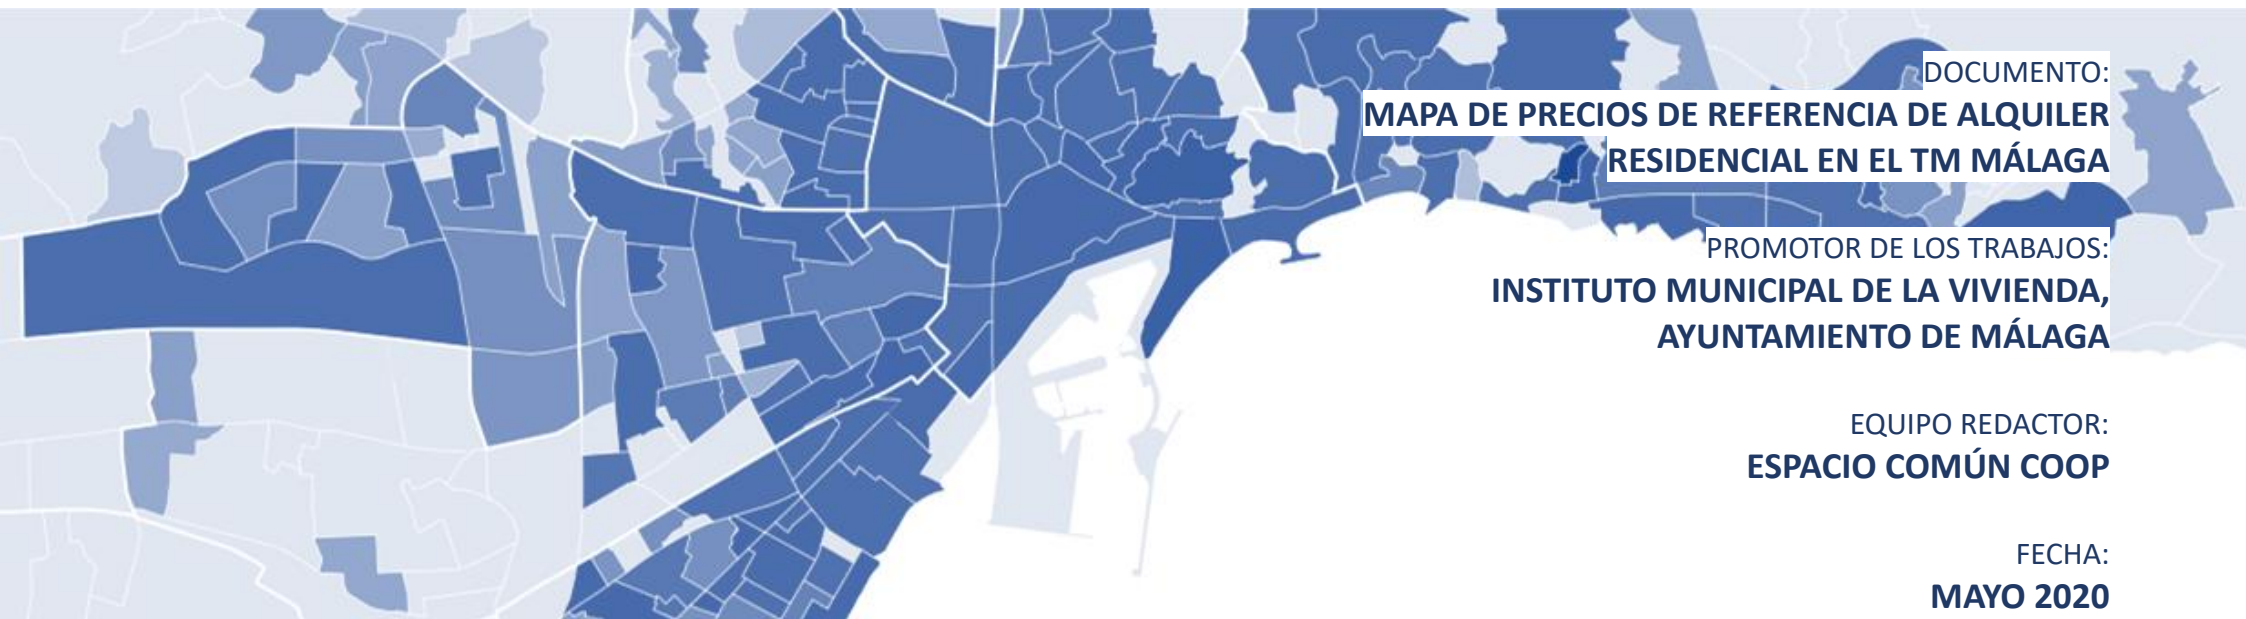 DOCUMENTO:
MAPA DE PRECIOS DE REFERENCIA DE ALQUILER
RESIDENCIAL EN EL TM MÁLAGA
PROMOTOR DE LOS TRABAJOS:
INSTITUTO MUNICIPAL DE LA VIVIENDA,
AYUNTAMIENTO DE MÁLAGA
EQUIPO REDACTOR:
ESPACIO COMÚN COOP
FECHA:
MAYO 2020